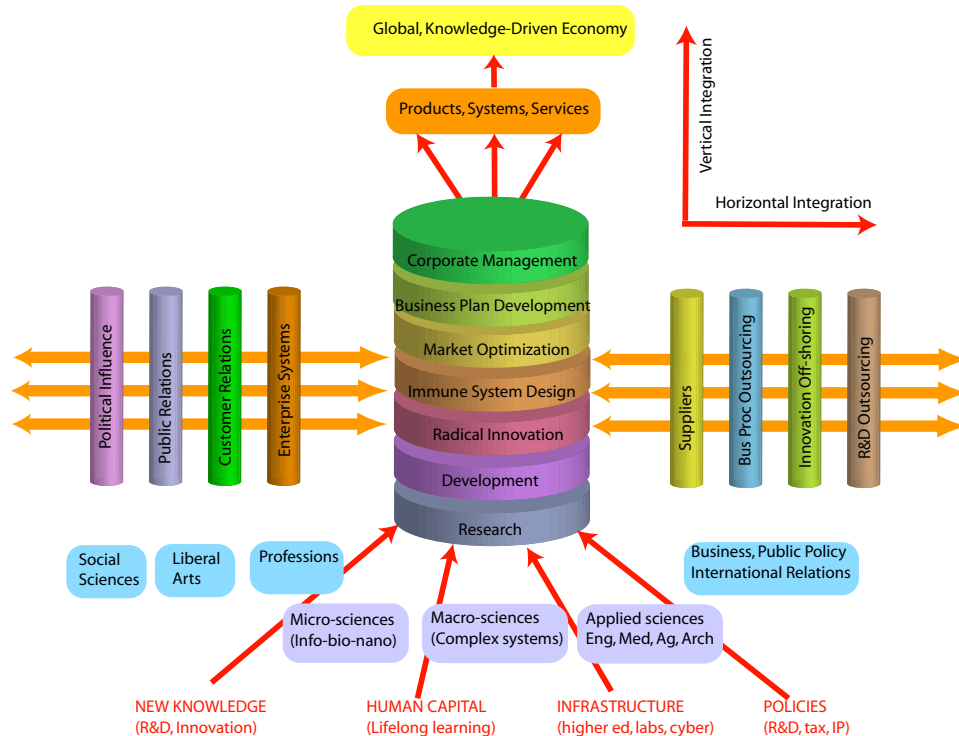 Global, Knowledge-Driven Economy
Products, Systems, Services
Vertical Integration
Horizontal Integration
Corporate Management
Business Plan Development
Market Optimization
Immune System Design
Radical Innovation
Development
Research
Political Influence
Public Relations
Customer Relations
Enterprise Systems
Suppliers
Bus Proc Outsourcing
Innovation Off-shoring
R&D Outsourcing
Social
Sciences
Liberal
Arts
Professions
Business, Public Policy
International Relations
Micro-sciences
(Info-bio-nano)
Macro-sciences
(Complex systems)
Applied sciences
Eng, Med, Ag, Arch
NEW KNOWLEDGE
(R&D, Innovation)
HUMAN CAPITAL
(Lifelong learning)
INFRASTRUCTURE
(higher ed, labs, cyber)
POLICIES
(R&D, tax, IP)